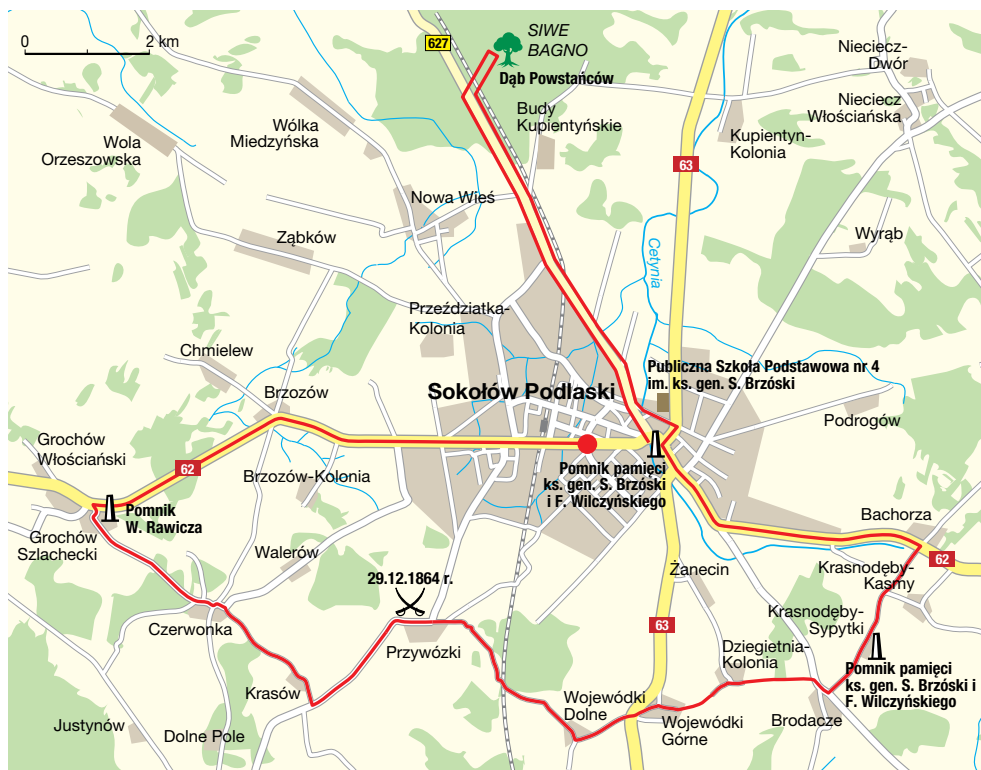 0 2 km
627
SIWE
BAGNO
Dąb Powstańców
Nieciecz-
Dwór
Nieciecz
Włościańska
Wola
Orzeszowska
Wólka
Miedzyńska
Budy
Kupientyńskie
Kupientyn-
Kolonia
63
Nowa Wieś
Ząbków
Cetynia
Wyrąb
Przeździatka-
Kolonia
Chmielew
Publiczna Szkoła Podstawowa nr 4
im. ks. gen. S. Brzóski
Brzozów
Sokołów Podlaski
Podrogów
Grochów
Włościański
62
Brzozów-Kolonia
Pomnik pamięci
ks. gen. S. Brzóski
i F. Wilczyńskiego
Pomnik
W. Rawicza
Bachorza
Grochów
Szlachecki
Walerów
62
Żanecin
Krasnodęby-
Kasmy
29.12.1864 r.
Czerwonka
Krasnodęby-
Sypytki
63
Przywózki
Dziegietnia-
Kolonia
Pomnik pamięci
ks. gen. S. Brzóski i
F. Wilczyńskiego
Krasów
Wojewódki
Dolne
Wojewódki
Górne
Brodacze
Justynów
Dolne Pole